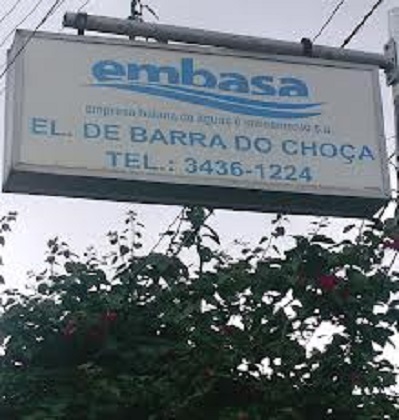 embasa
empresa baiana de águas e saneamento s.a.
EL. DE BARRA DO CHOÇA
TEL.: 3436-1224